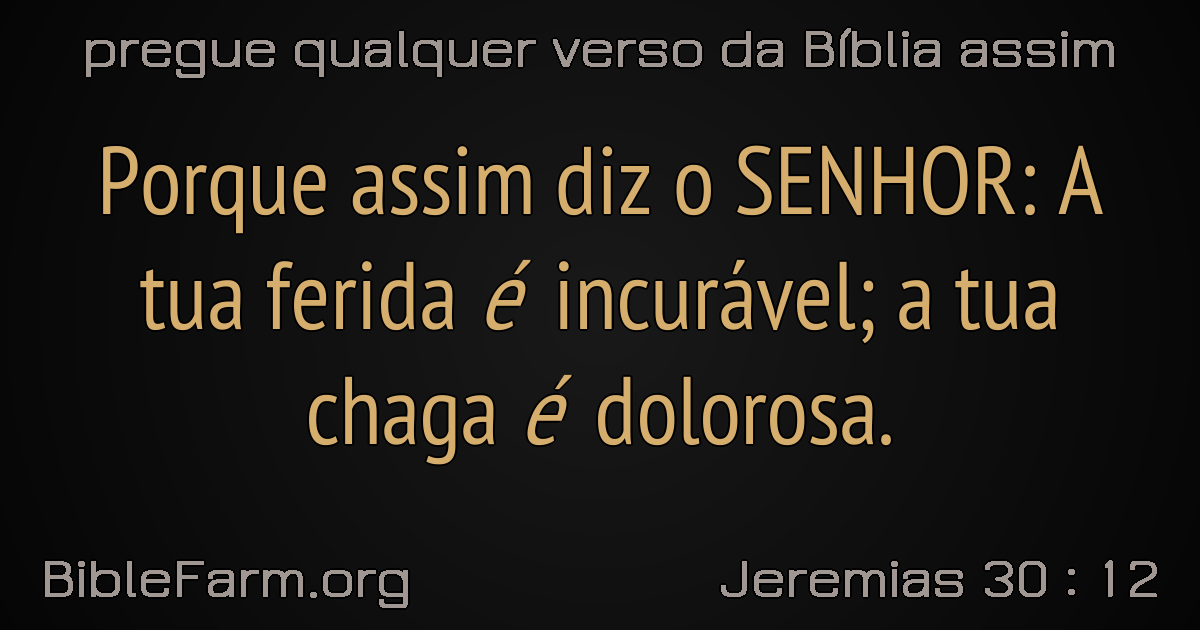 pregue qualquer verso da Bíblia assim
Porque assim diz o SENHOR: A
tua ferida é incurável; a tua
chaga é dolorosa.
BibleFarm.org
Jeremias 30 : 12